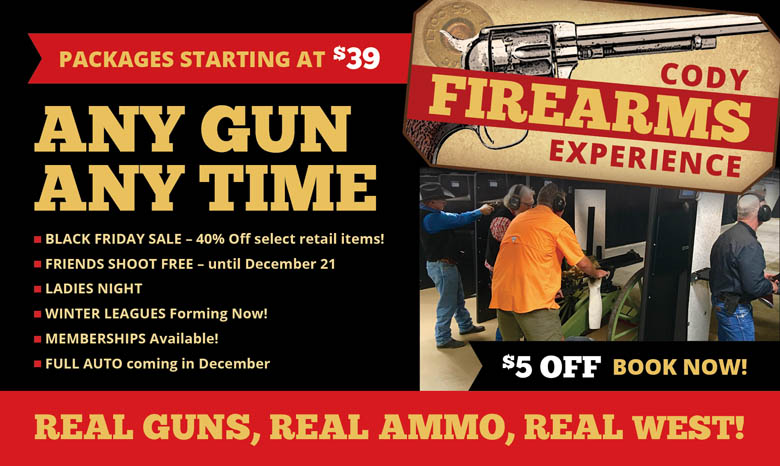 PACKAGES STARTING AT $39
CODY
FIREARMS
EXPERIENCE
ANY GUN
ANY TIME
BLACK FRIDAY SALE – 40% Off select retail items!
FRIENDS SHOOT FREE – until December 21
LADIES NIGHT
WINTER LEAGUES Forming Now!
MEMBERSHIPS Available!
FULL AUTO coming in December
$5 OFF BOOK NOW!
REAL GUNS, REAL AMMO, REAL WEST!